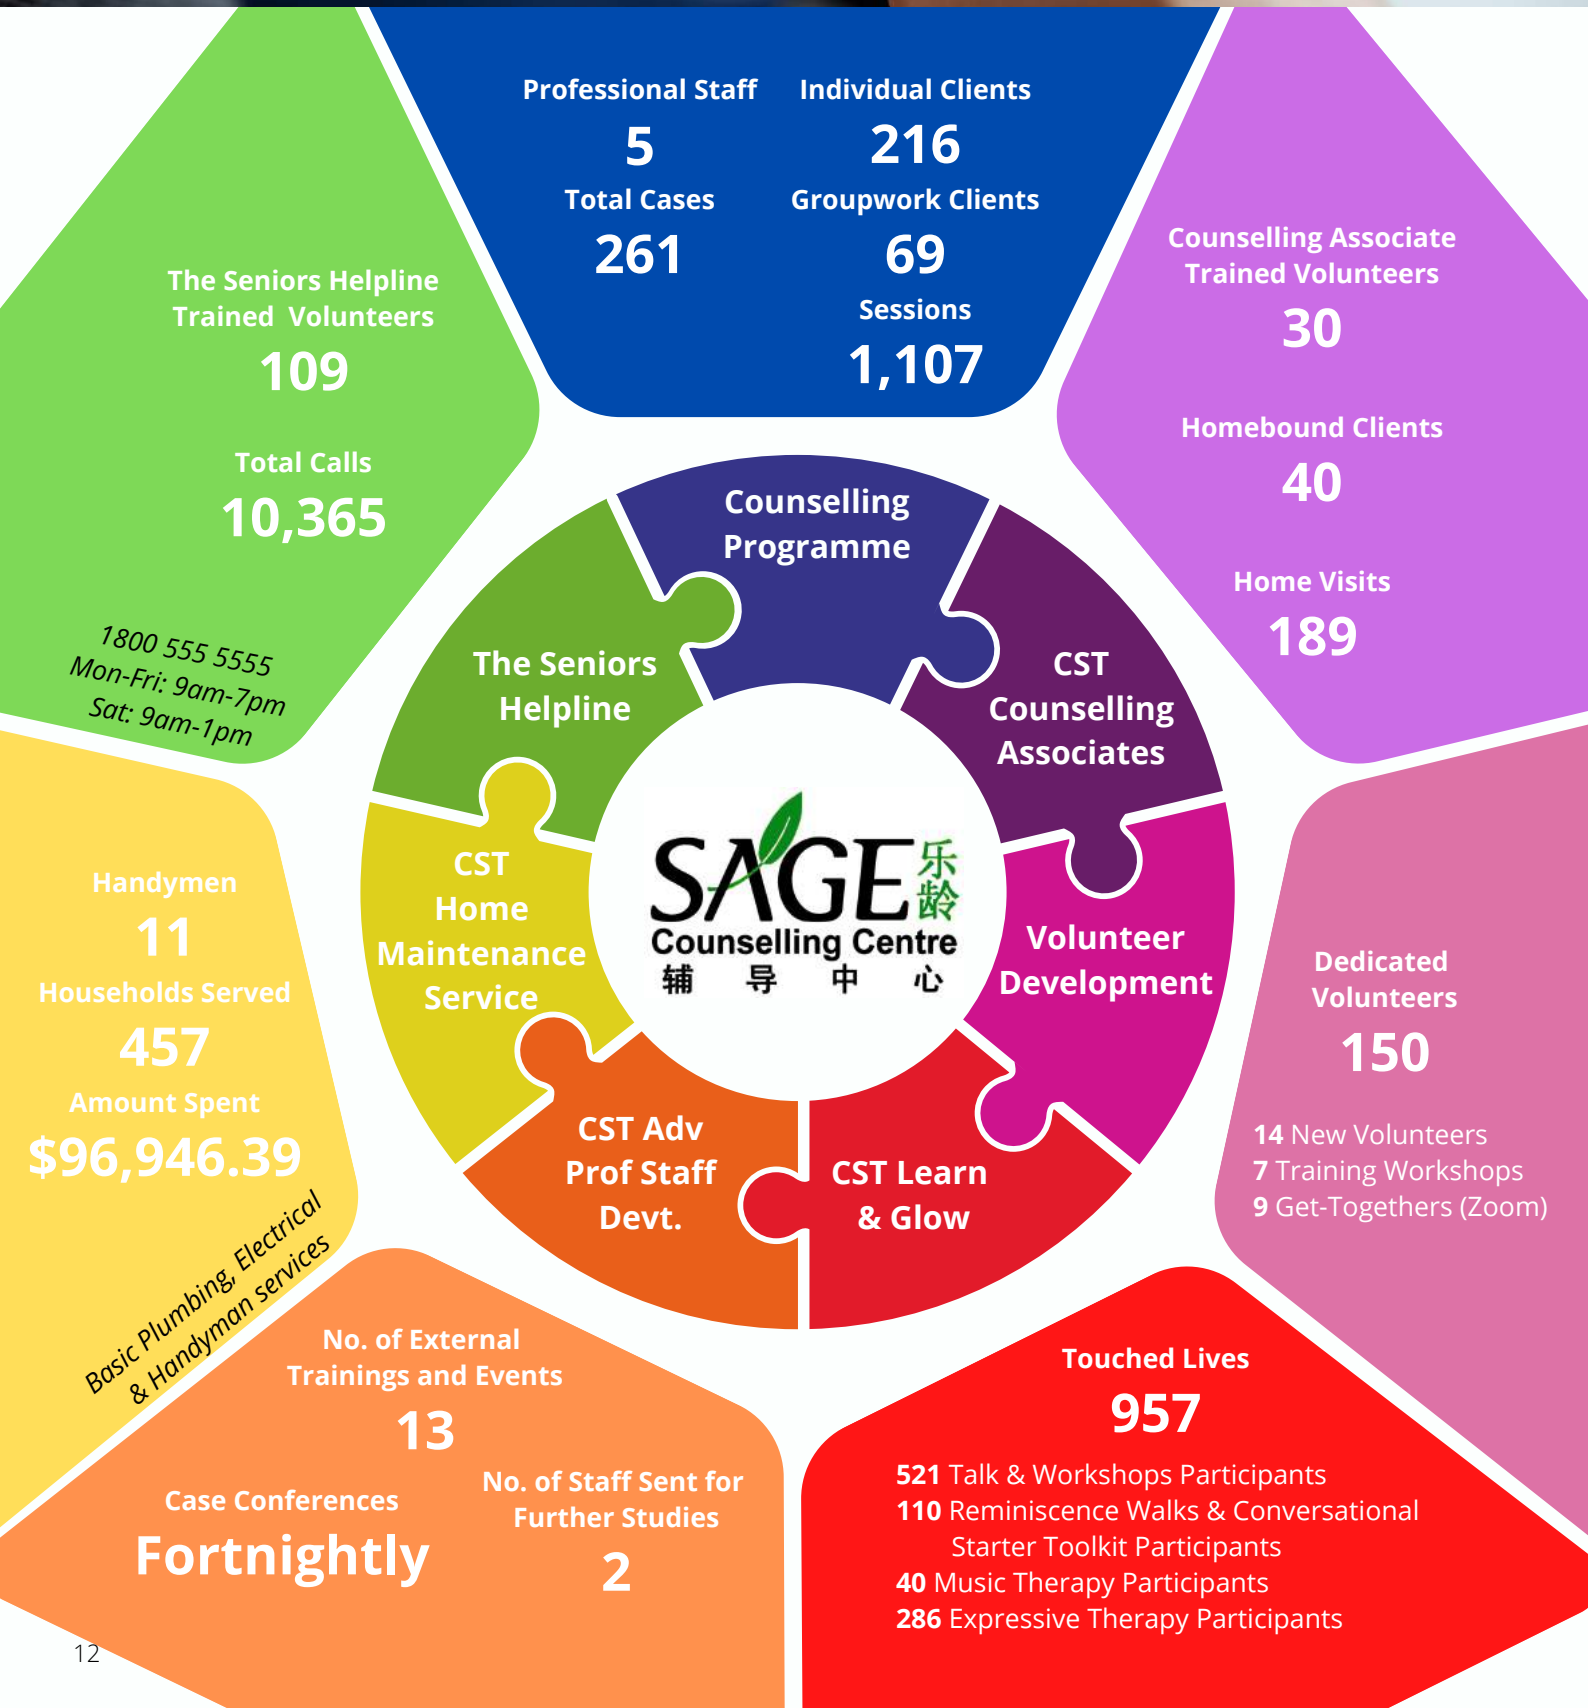 Professional Staff
5
Total Cases
261
Individual Clients
216
Groupwork Clients
69
Sessions
1,107
The Seniors Helpline
Trained Volunteers
109
Total Calls
10,365
1800 555 5555
Mon-Fri: 9am-7pm
Sat: 9am-1pm
Counselling Associate
Trained Volunteers
30
Homebound Clients
40
Home Visits
189
Counselling
Programme
The Seniors
Helpline
CST
Counselling
Associates
CST
Home
Maintenance
Service
SAGE
乐龄
Counselling Centre
辅导中心
Volunteer
Development
CST Adv
Prof Staff
Devt.
CST Learn
& Glow
Handymen
11
Households Served
457
Amount Spent
$96,946.39
Basic Plumbing, Electrical
& Handyman services
Dedicated
Volunteers
150
14 New Volunteers
7 Training Workshops
9 Get-Togethers (Zoom)
No. of External
Trainings and Events
13
Case Conferences
Fortnightly
No. of Staff Sent for
Further Studies
2
Touched Lives
957
521 Talk & Workshops Participants
110 Reminiscence Walks & Conversational
Starter Toolkit Participants
40 Music Therapy Participants
286 Expressive Therapy Participants
12